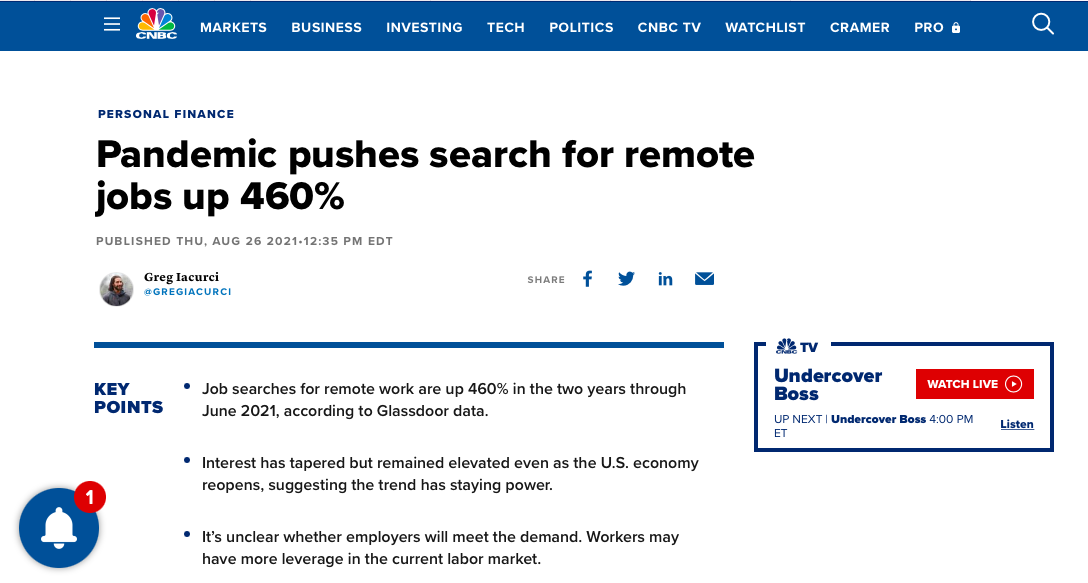 CNBC
MARKETS BUSINESS INVESTING TECH POLITICS CNBC TV WATCHLIST CRAMER PRO
PERSONAL FINANCE
Pandemic pushes search for remote
jobs up 460%
PUBLISHED THU, AUG 26 2021•12:35 PM EDT
Greg Iacurci
@GREGIACURCI
SHARE
KEY
POINTS
• Job searches for remote work are up 460% in the two years through
June 2021, according to Glassdoor data.
• Interest has tapered but remained elevated even as the U.S. economy
reopens, suggesting the trend has staying power.
• It’s unclear whether employers will meet the demand. Workers may
have more leverage in the current labor market.
CNBC TV
Undercover
Boss
WATCH LIVE
UP NEXT | Undercover Boss 4:00 PM
ET
Listen
1